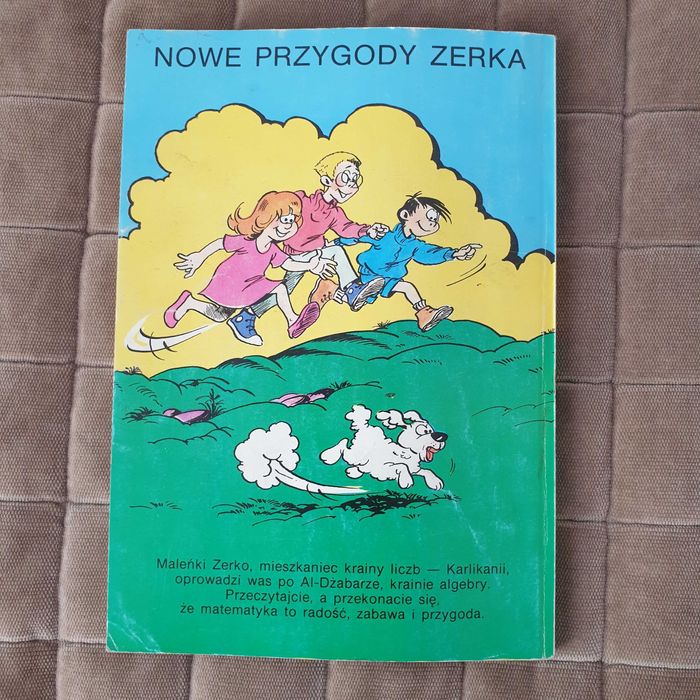 NOWE PRZYGODY ZERKA
Maleńki Zerko, mieszkaniec krainy liczb — Karlikanii,
oprowadzi was po Al-Dżabarze, krainie algebry.
Przeczytajcie, a przekonacie się,
że matematyka to radość, zabawa i przygoda.